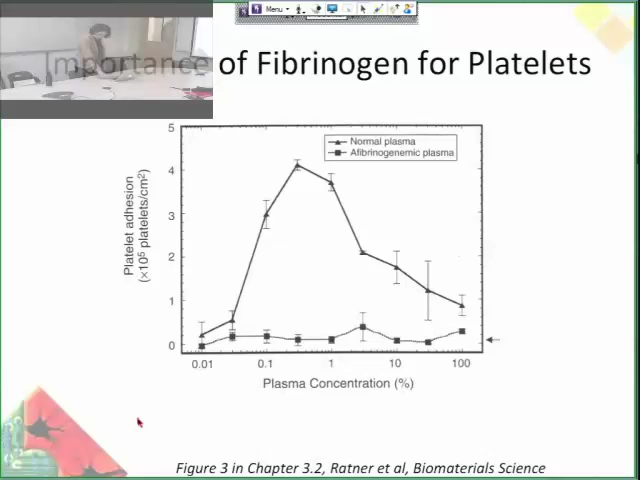 Menu
Importance of Fibrinogen for Platelets
Normal plasma
Afibrinogenemic plasma
Platelet adhesion
(×10⁵ platelets/cm²)
5
4
3
2
1
0
0.01
0.1
1
10
100
Plasma Concentration (%)
Figure 3 in Chapter 3.2, Ratner et al, Biomaterials Science